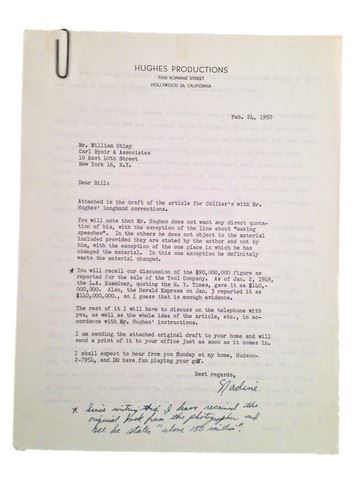 HUGHES PRODUCTIONS
7000 ROMAINE STREET
HOLLYWOOD 38, CALIFORNIA
Feb. 24, 1950
Mr. William Utley
Carl Byoir & Associates
10 East 40th Street
New York 16, N.Y.
Dear Bill:
Attached is the draft of the article for Collier's with Mr.
Hughes' longhand corrections.
You will note that Mr. Hughes does not want any direct quota-
tion of his, with the exception of the line about "making
speeches". In the others he does not object to the material
included provided they are stated by the author and not by
him, with the exception of the one place in which he has
changed the material. In this one exception he definitely
wants the material changed.
* You will recall our discussion of the $90,000,000 figure as
reported for the sale of the Tool Company. As of Jan. 7, 1949,
the L.A. Examiner, quoting the N. Y. Times, gave it as $140,-
000,000. Also, the Herald Express on Jan. 3 reported it as
$140,000,000., so I guess that is enough evidence.
The rest of it I will have to discuss on the telephone with
you, as well as the whole idea of the article, etc., in ac-
cordance with Mr. Hughes' instructions.
I am sending the attached original draft to your home and will
send a print of it to your office just as soon as it comes in.
I shall expect to hear from you Sunday at my home, Hudson-
2-7954, and DO have fun playing your
Best regards,
Nadine
* Since writing this I have received the
original back from the photographer and
see he states "above 150 million".